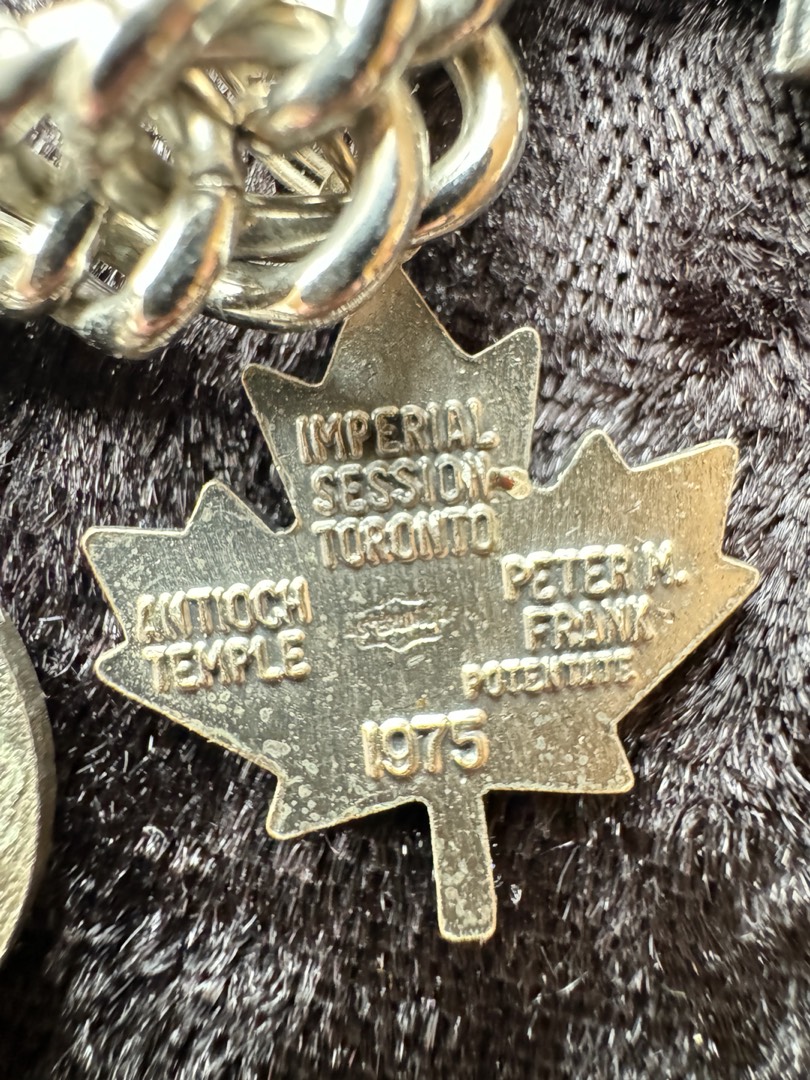 IMPERIAL
SESSION
TORONTO
ANTIOCH
TEMPLE
PETER M.
FRANK
POTENTATE
1975